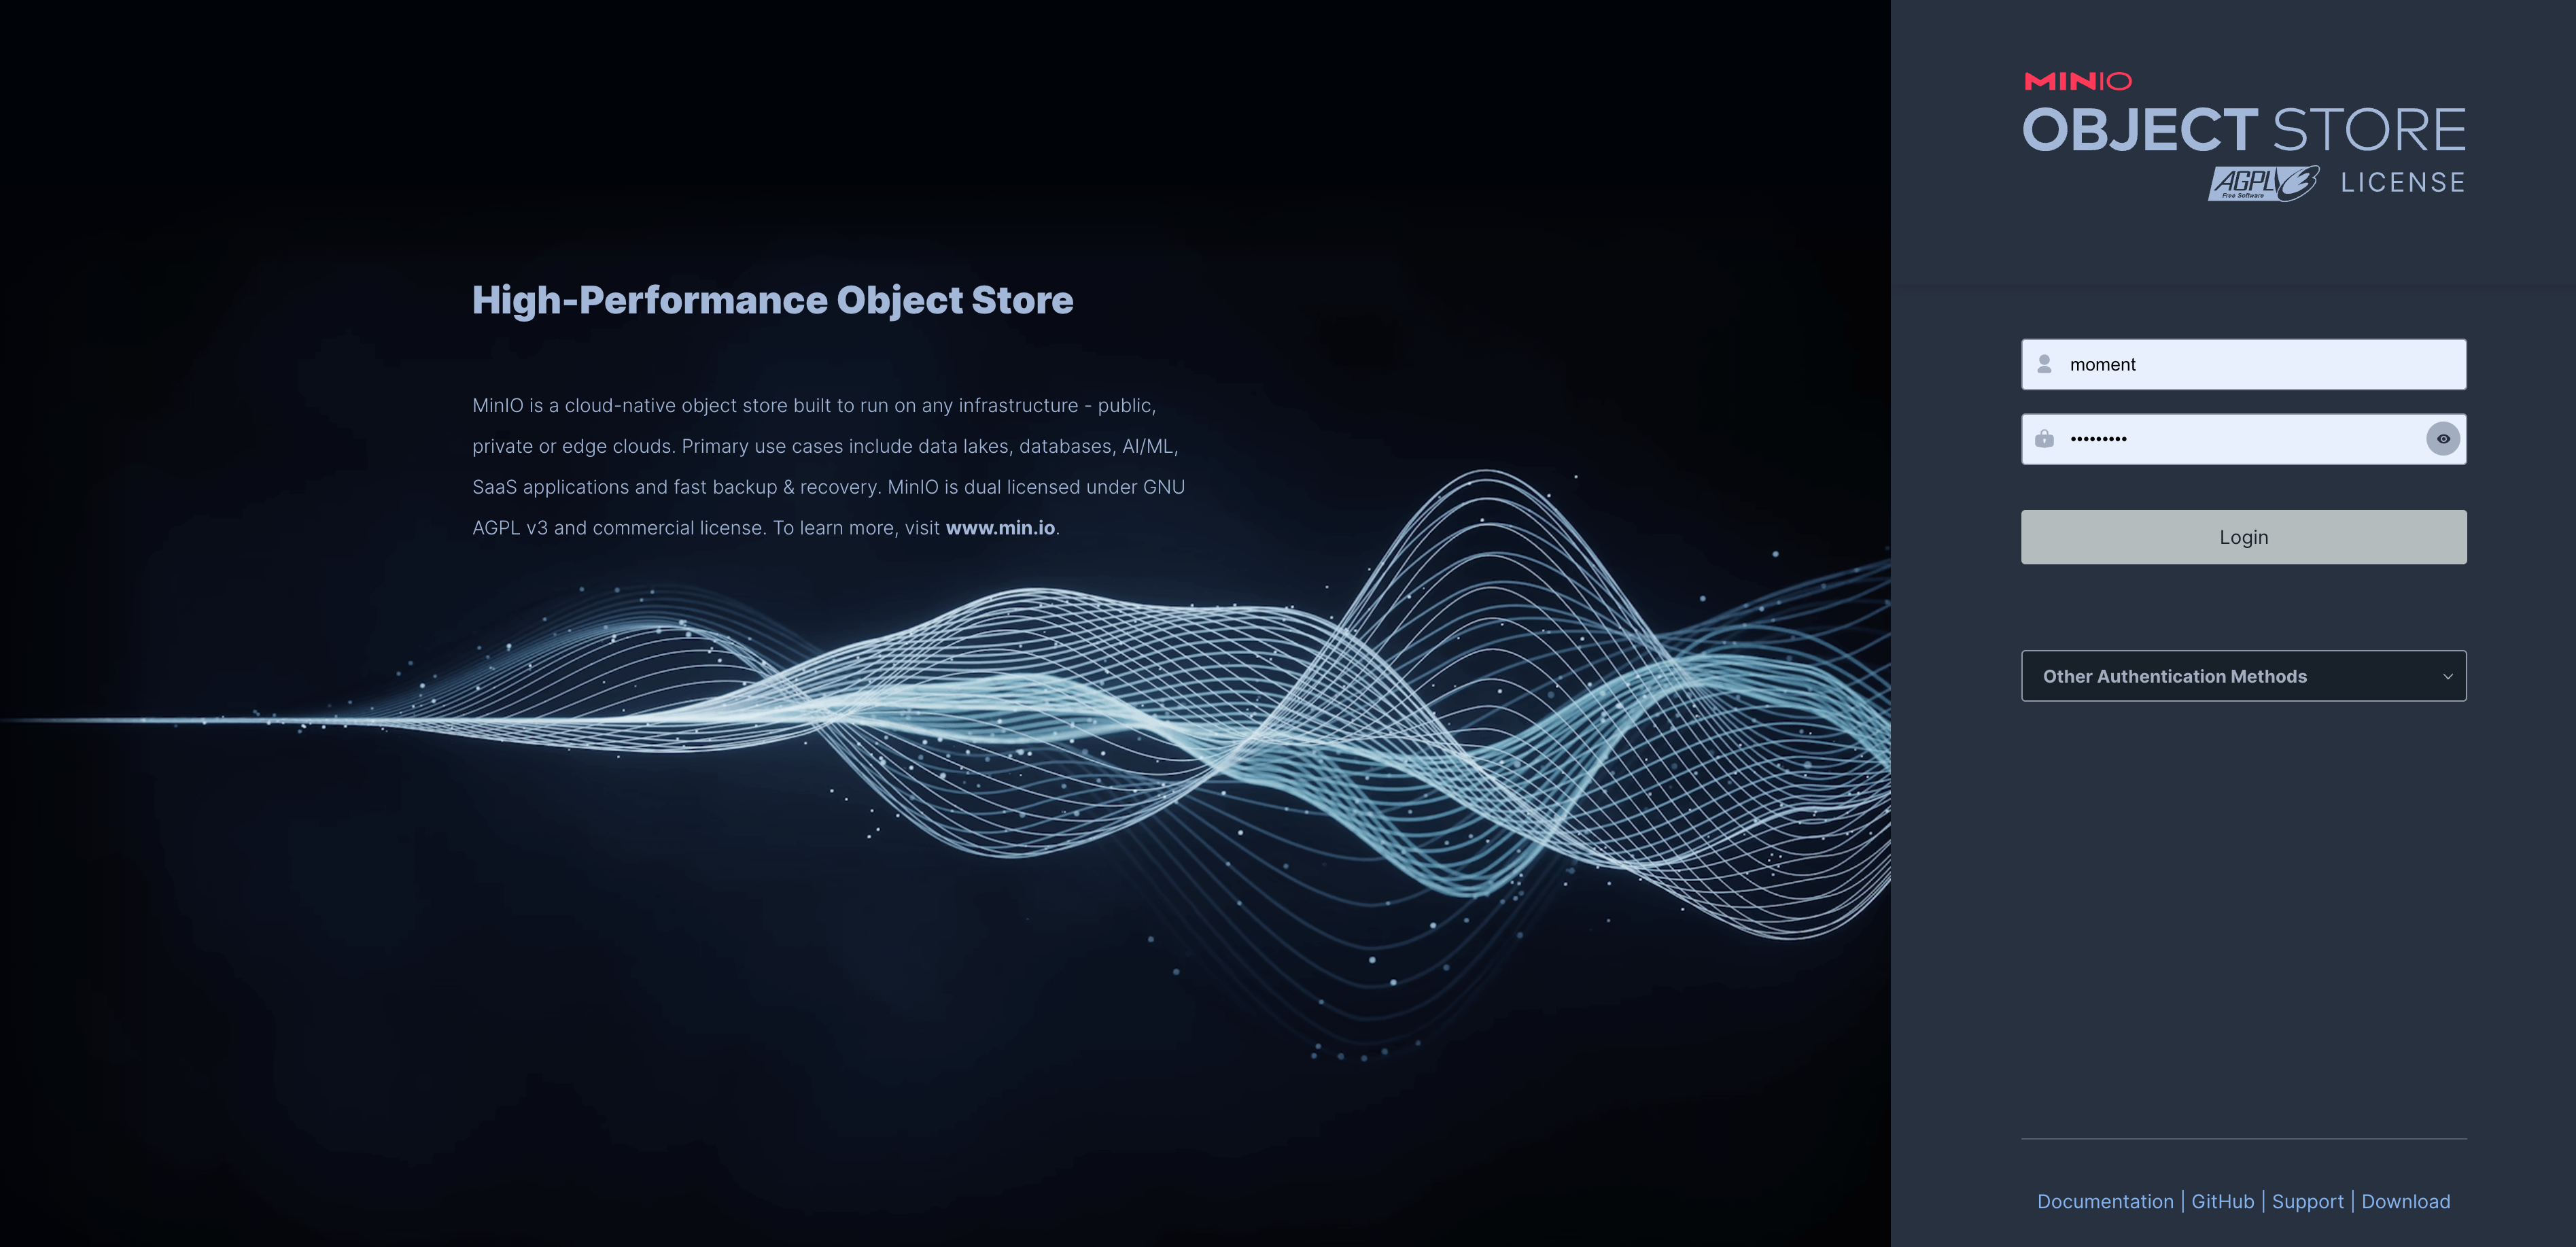 High-Performance Object Store
MinIO is a cloud-native object store built to run on any infrastructure - public,
private or edge clouds. Primary use cases include data lakes, databases, AI/ML,
SaaS applications and fast backup & recovery. MinIO is dual licensed under GNU
AGPL v3 and commercial license. To learn more, visit www.min.io.
MINIO
OBJECT STORE
AGPLv3 LICENSE
Free Software
moment
•••••••••
Login
Other Authentication Methods
Documentation | GitHub | Support | Download